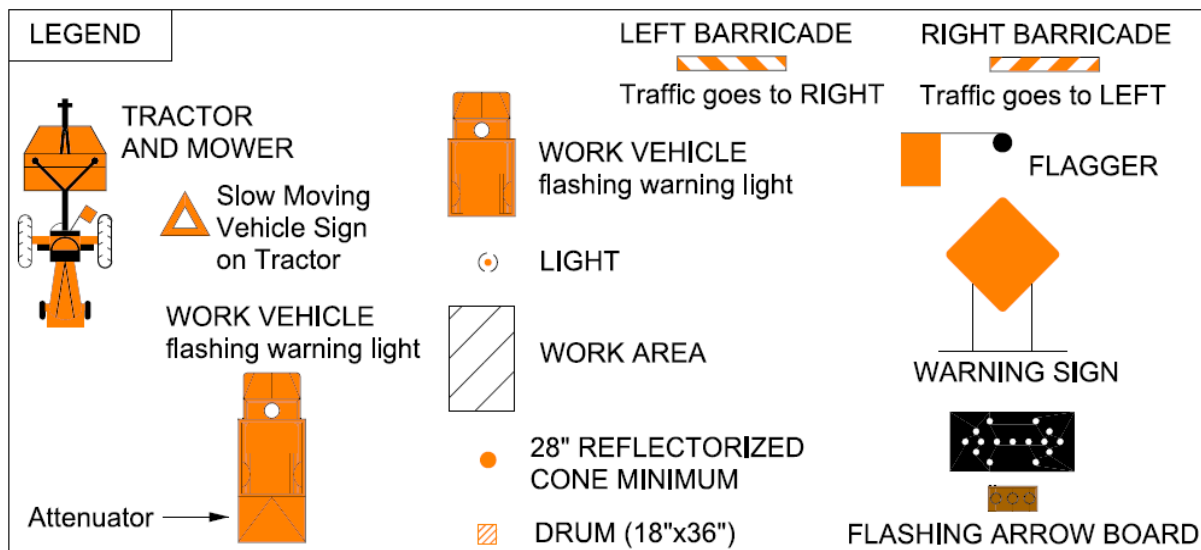 LEGEND
TRACTOR
AND MOWER
Slow Moving
Vehicle Sign
on Tractor
WORK VEHICLE
flashing warning light
Attenuator
WORK VEHICLE
flashing warning light
LIGHT
WORK AREA
28" REFLECTORIZED
CONE MINIMUM
DRUM (18"x36")
LEFT BARRICADE
Traffic goes to RIGHT
RIGHT BARRICADE
Traffic goes to LEFT
FLAGGER
WARNING SIGN
FLASHING ARROW BOARD